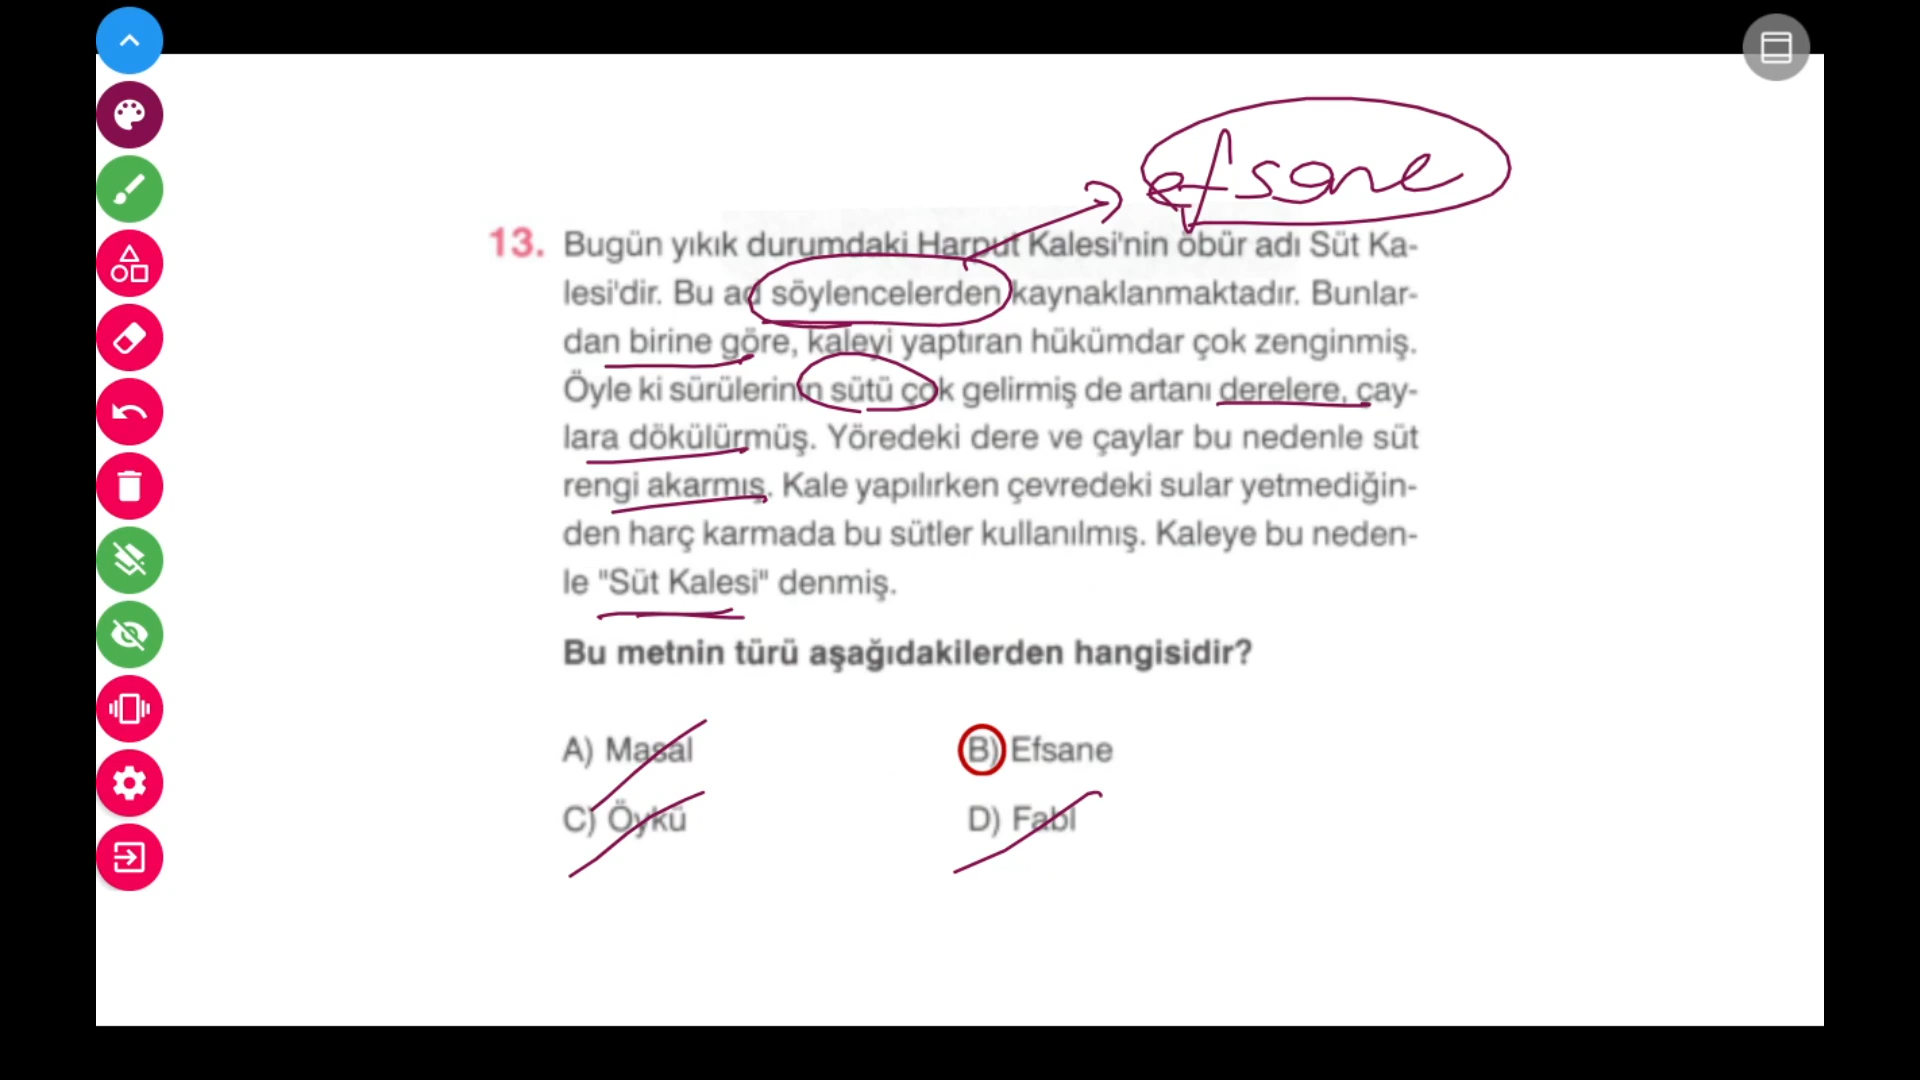 efsane
13. Bugün yıkık durumdaki Harput Kalesi'nin öbür adı Süt Ka-
lesi'dir. Bu ad söylencelerden kaynaklanmaktadır. Bunlar-
dan birine göre, kaleyi yaptıran hükümdar çok zenginmiş.
Öyle ki sürülerinin sütü çok gelirmiş de artanı derelere, çay-
lara dökülürmüş. Yöredeki dere ve çaylar bu nedenle süt
rengi akarmış. Kale yapılırken çevredeki sular yetmediğin-
den harç karmada bu sütler kullanılmış. Kaleye bu neden-
le "Süt Kalesi" denmiş.
Bu metnin türü aşağıdakilerden hangisidir?
A) Masal B) Efsane
C) Öykü D) Fabl